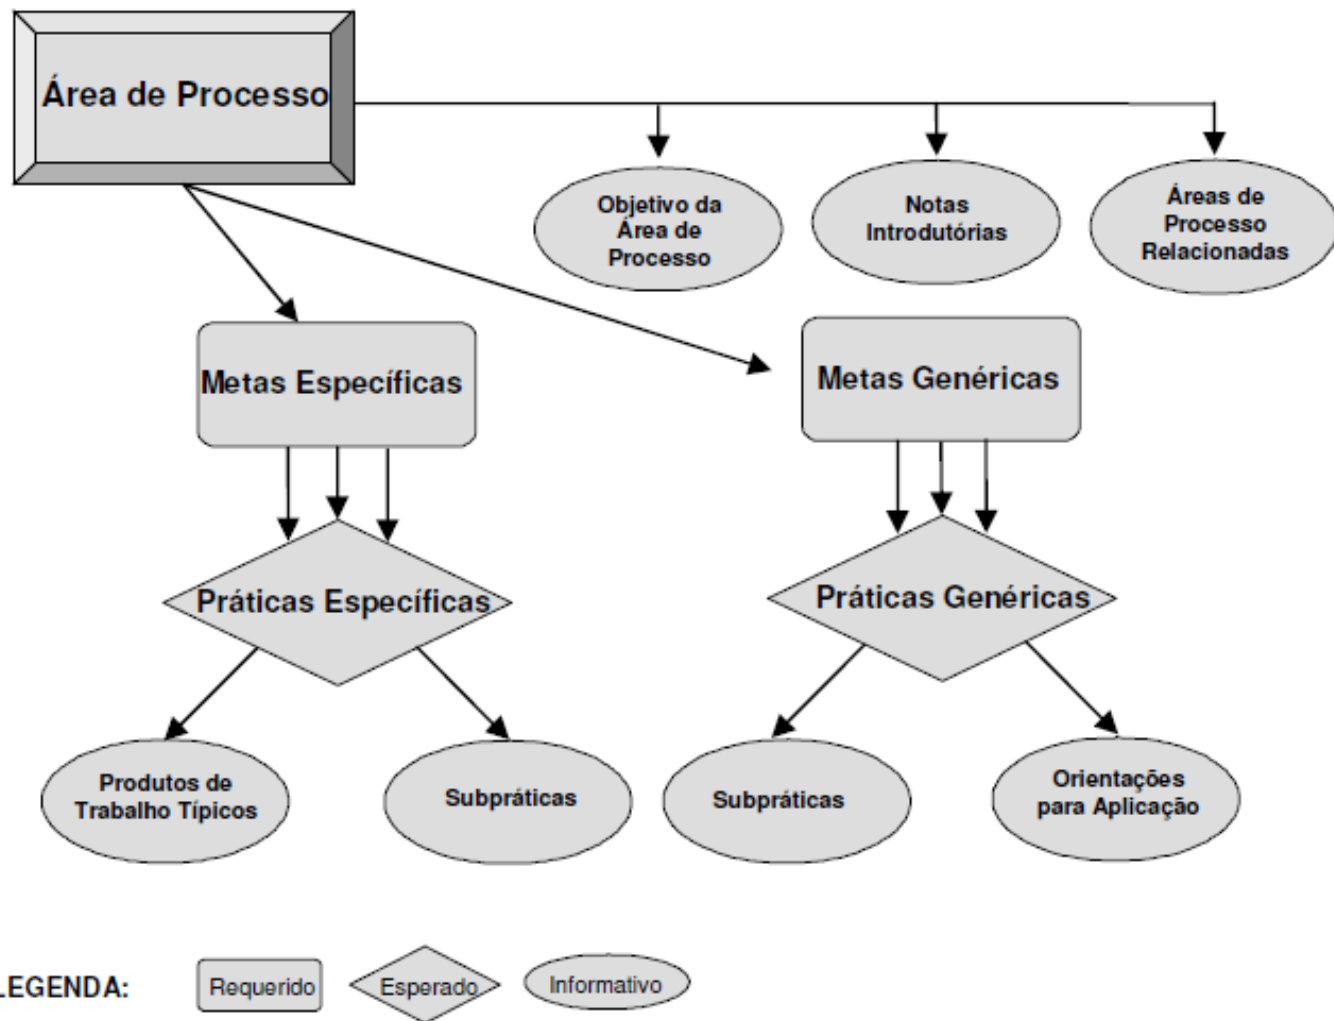 Área de Processo
Objetivo da
Área de
Processo
Notas
Introdutórias
Áreas de
Processo
Relacionadas
Metas Específicas
Metas Genéricas
Práticas Específicas
Práticas Genéricas
Produtos de
Trabalho Típicos
Subpráticas
Subpráticas
Orientações
para Aplicação
LEGENDA:
Requerido
Esperado
Informativo